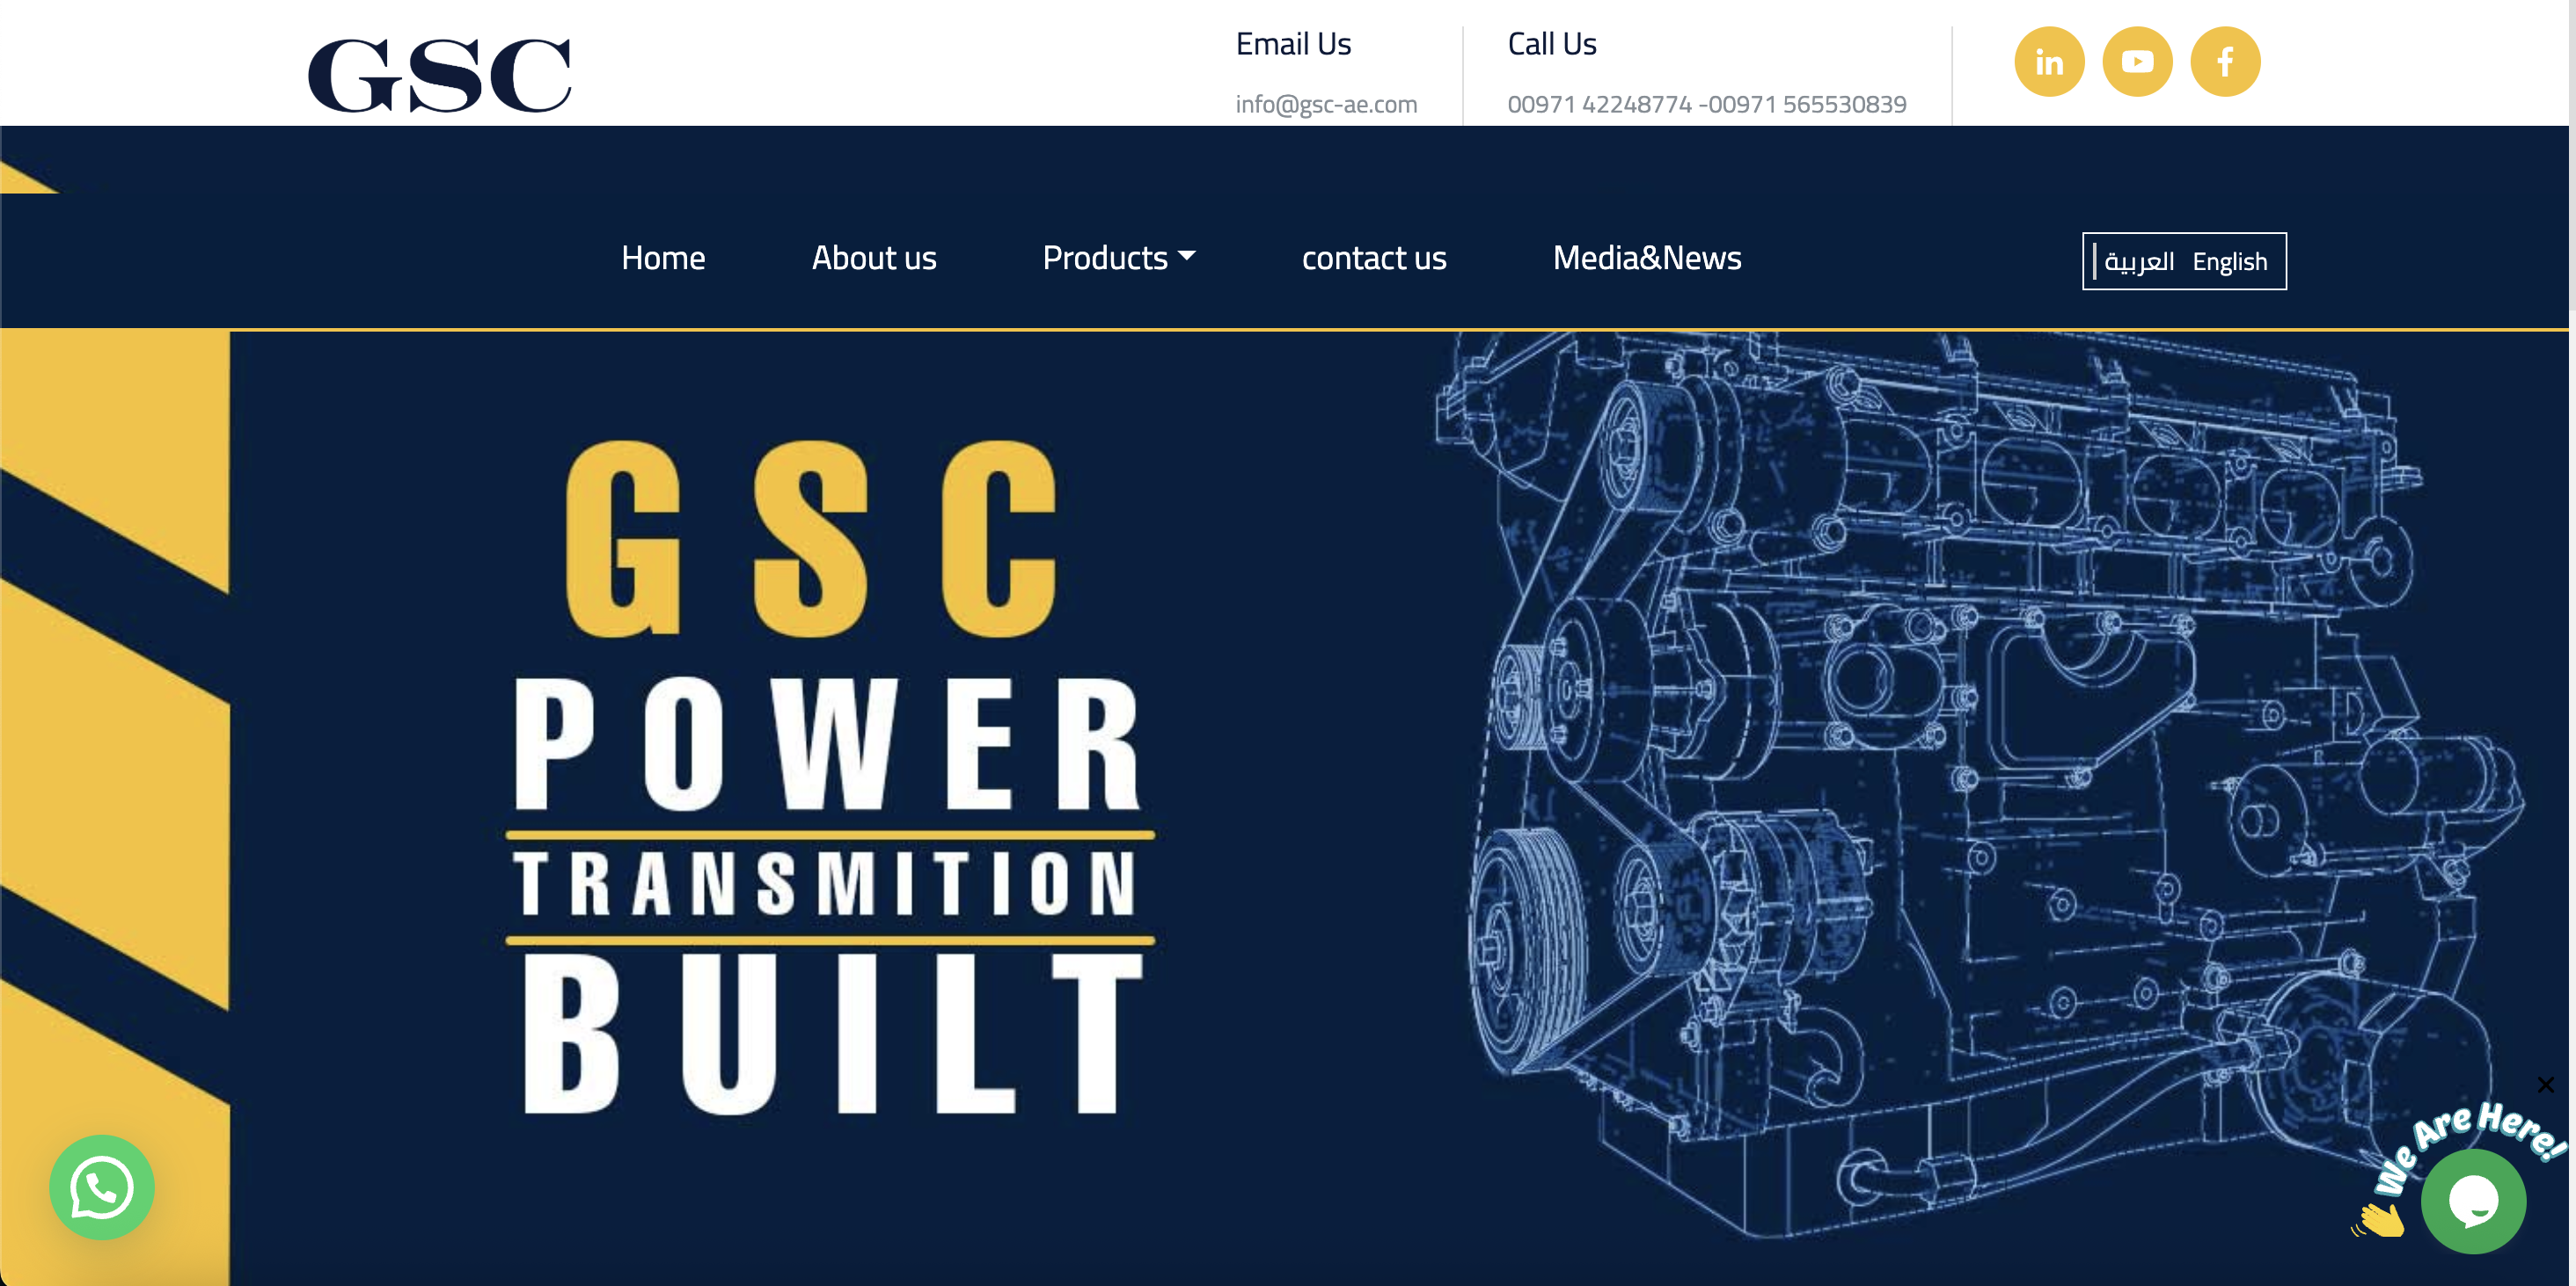 GSC
Email Us
info@gsc-ae.com
Call Us
00971 42248774 -00971 565530839
Home
About us
Products
contact us
Media&News
العربية English
GSC
POWER
TRANSMITION
BUILT
We Are Here!